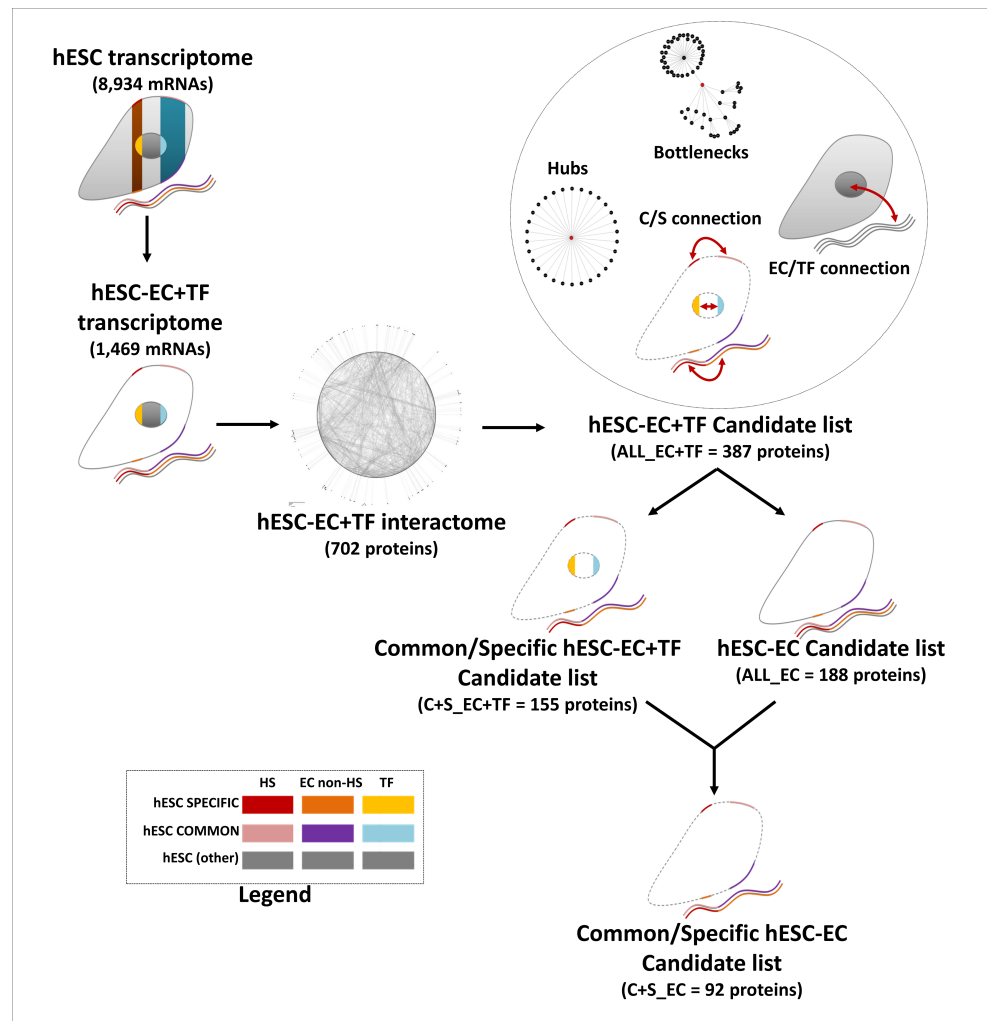 hESC transcriptome
(8,934 mRNAs)
hESC-EC+TF
transcriptome
(1,469 mRNAs)
hESC-EC+TF interactome
(702 proteins)
Bottlenecks
Hubs
C/S connection
EC/TF connection
hESC-EC+TF Candidate list
(ALL_EC+TF = 387 proteins)
Common/Specific hESC-EC+TF
Candidate list
(C+S_EC+TF = 155 proteins)
hESC-EC Candidate list
(ALL_EC = 188 proteins)
Common/Specific hESC-EC
Candidate list
(C+S_EC = 92 proteins)
HS EC non-HS TF
hESC SPECIFIC
hESC COMMON
hESC (other)
Legend